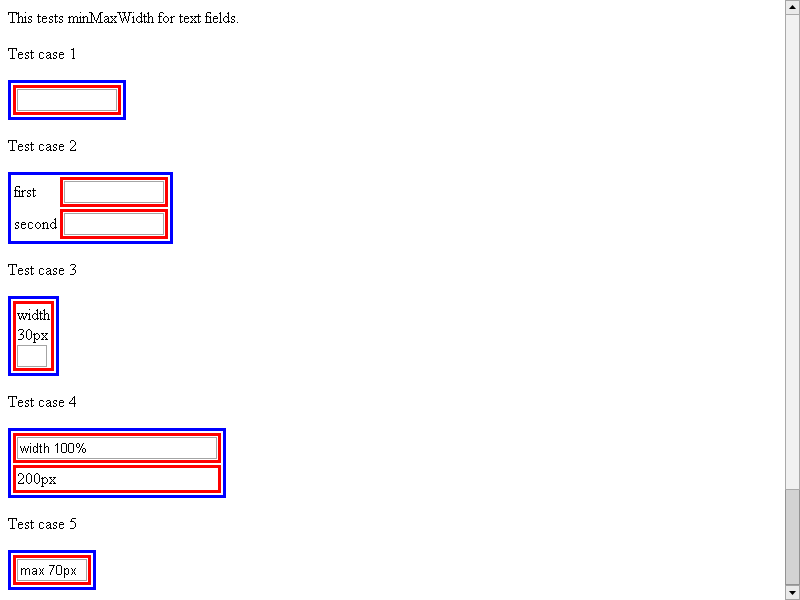 This tests minMaxWidth for text fields.
Test case 1
Test case 2
first
second
Test case 3
width
30px
Test case 4
width 100%
200px
Test case 5
max 70px